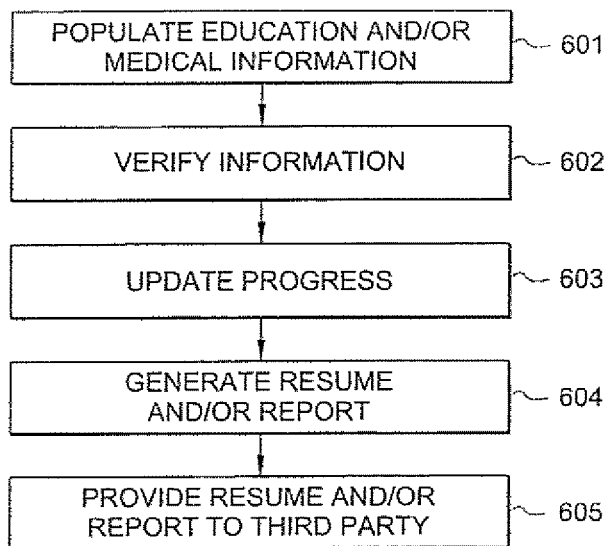 POPULATE EDUCATION AND/OR
MEDICAL INFORMATION
601
VERIFY INFORMATION
602
UPDATE PROGRESS
603
GENERATE RESUME
AND/OR REPORT
604
PROVIDE RESUME AND/OR
REPORT TO THIRD PARTY
605